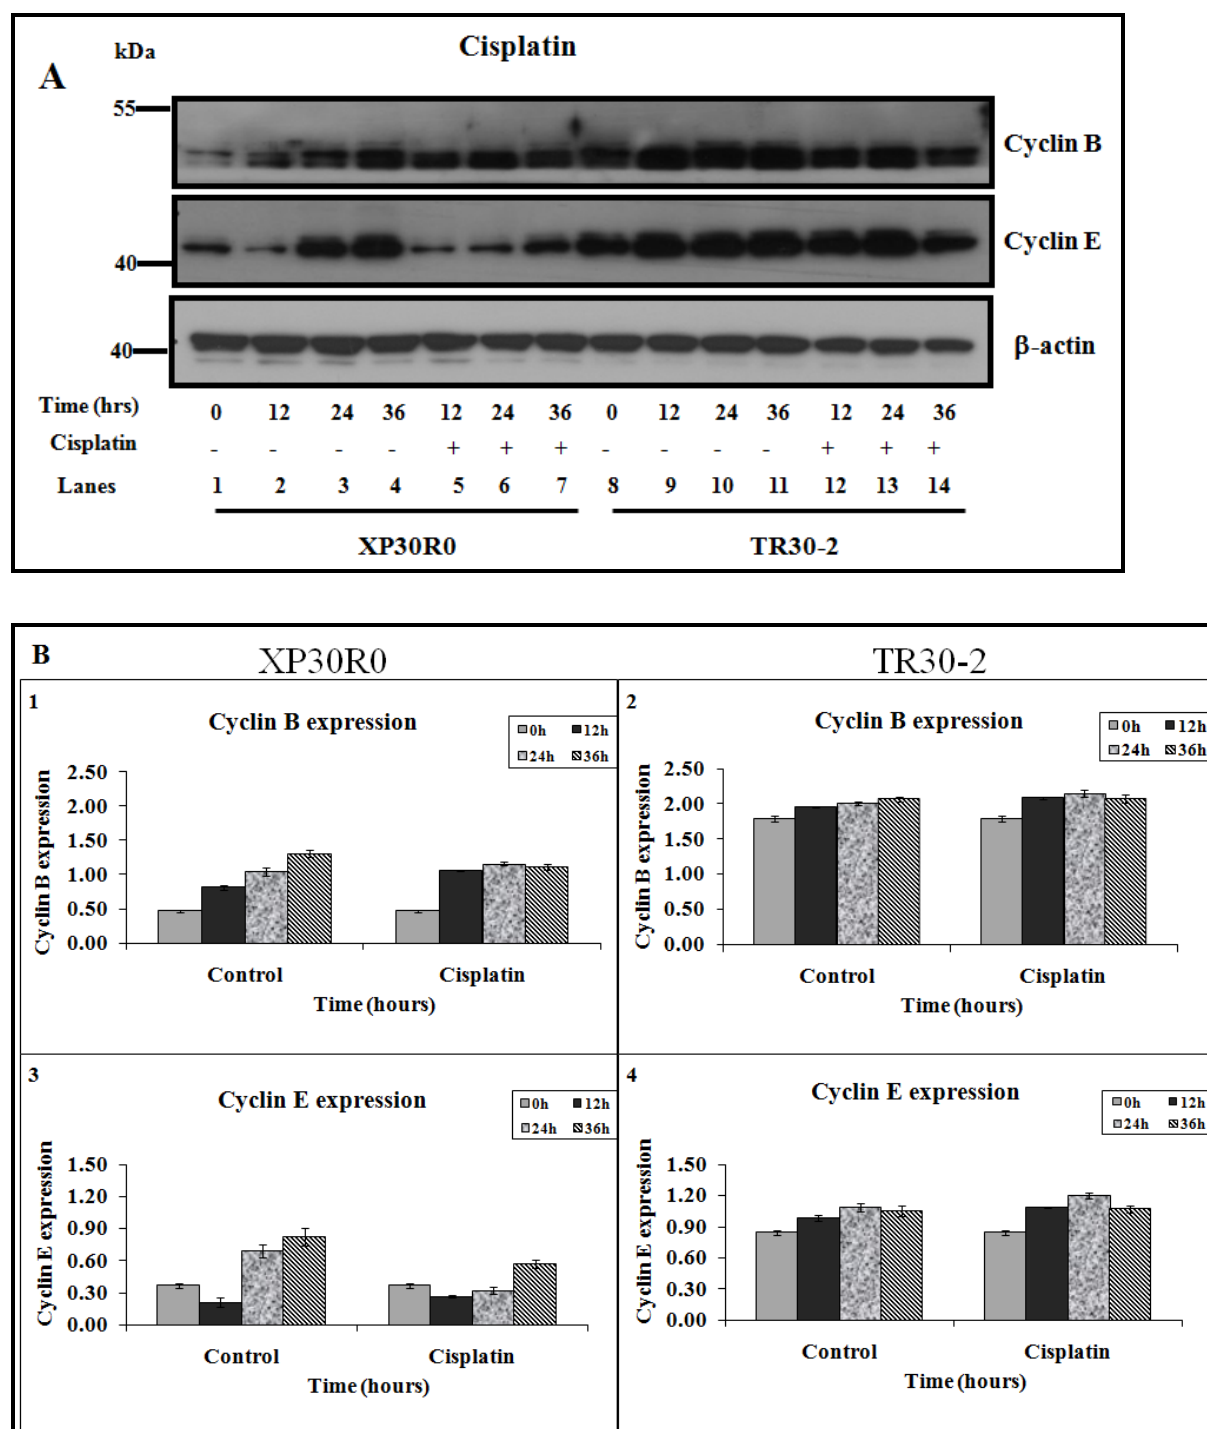 Cisplatin
kDa
A
55
Cyclin B
Cyclin E
40
40
β-actin
Time (hrs) 0 12 24 36 12 24 36 0 12 24 36 12 24 36
Cisplatin - - - - + + + - - - - + + +
Lanes 1 2 3 4 5 6 7 8 9 10 11 12 13 14
XP30R0 TR30-2
B XP30R0 TR30-2
1
Cyclin B expression
0h 12h
24h 36h
2.50
2.00
1.50
1.00
0.50
0.00
Cyclin B expression
Control Cisplatin
Time (hours)
2
Cyclin B expression
0h 12h
24h 36h
2.50
2.00
1.50
1.00
0.50
0.00
Cyclin B expression
Control Cisplatin
Time (hours)
3
Cyclin E expression
0h 12h
24h 36h
1.50
1.20
0.90
0.60
0.30
0.00
Cyclin E expression
Control Cisplatin
Time (hours)
4
Cyclin E expression
0h 12h
24h 36h
1.50
1.20
0.90
0.60
0.30
0.00
Cyclin E expression
Control Cisplatin
Time (hours)